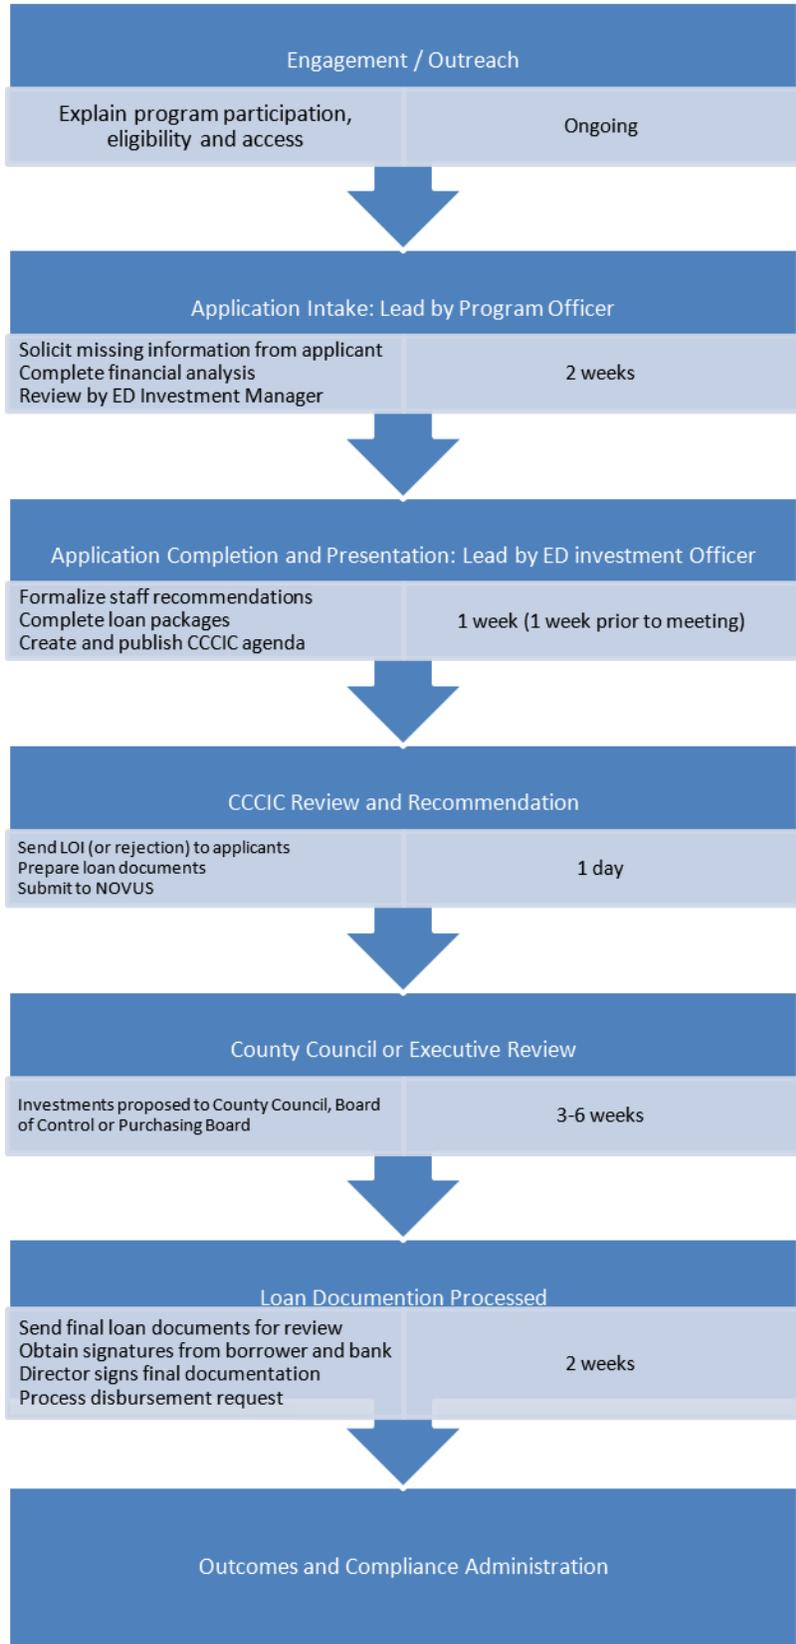 Engagement / Outreach
Explain program participation,
eligibility and access
Ongoing
Application Intake: Lead by Program Officer
Solicit missing information from applicant
Complete financial analysis
Review by ED Investment Manager
2 weeks
Application Completion and Presentation: Lead by ED investment Officer
Formalize staff recommendations
Complete loan packages
Create and publish CCCIC agenda
1 week (1 week prior to meeting)
CCCIC Review and Recommendation
Send LOI (or rejection) to applicants
Prepare loan documents
Submit to NOVUS
1 day
County Council or Executive Review
Investments proposed to County Council, Board
of Control or Purchasing Board
3-6 weeks
Loan Documention Processed
Send final loan documents for review
Obtain signatures from borrower and bank
Director signs final documentation
Process disbursement request
2 weeks
Outcomes and Compliance Administration